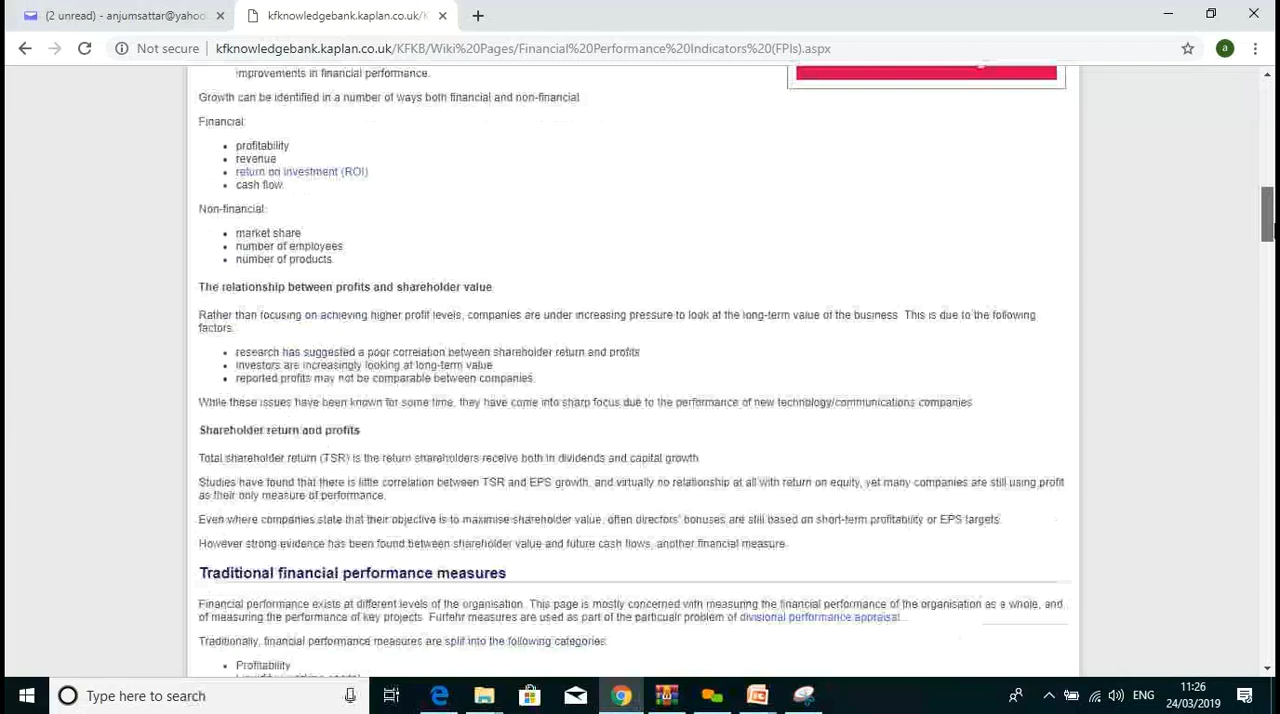 (2 unread) - anjumsattar@yahoo
kfknowledgebank.kaplan.co.uk/K
Not secure
kfknowledgebank.kaplan.co.uk/KFKB/Wiki%20Pages/Financial%20Performance%20Indicators%20(FPIs).aspx
a
improvements in financial performance.
Growth can be identified in a number of ways both financial and non-financial
Financial:
profitability
revenue
return on investment (ROI)
cash flow.
Non-financial:
market share
number of employees
number of products
The relationship between profits and shareholder value
Rather than focusing on achieving higher profit levels, companies are under increasing pressure to look at the long-term value of the business. This is due to the following
factors:
research has suggested a poor correlation between shareholder return and profits
investors are increasingly looking at long-term value
reported profits may not be comparable between companies.
While these issues have been known for some time, they have come into sharp focus due to the performance of new technology/communications companies.
Shareholder return and profits
Total shareholder return (TSR) is the return shareholders receive both in dividends and capital growth
Studies have found that there is little correlation between TSR and EPS growth, and virtually no relationship at all with return on equity, yet many companies are still using profit
as their only measure of performance.
Even where companies state that their objective is to maximise shareholder value, often directors' bonuses are still based on short-term profitability or EPS targets.
However strong evidence has been found between shareholder value and future cash flows, another financial measure.
Traditional financial performance measures
Financial performance exists at different levels of the organisation. This page is mostly concerned with measuring the financial performance of the organisation as a whole, and
of measuring the performance of key projects. Furtehr measures are used as part of the particualr problem of divisional performance appraisal.
Traditionally, financial performance measures are split into the following categories:
Profitability
Type here to search
ENG
11:26
24/03/2019